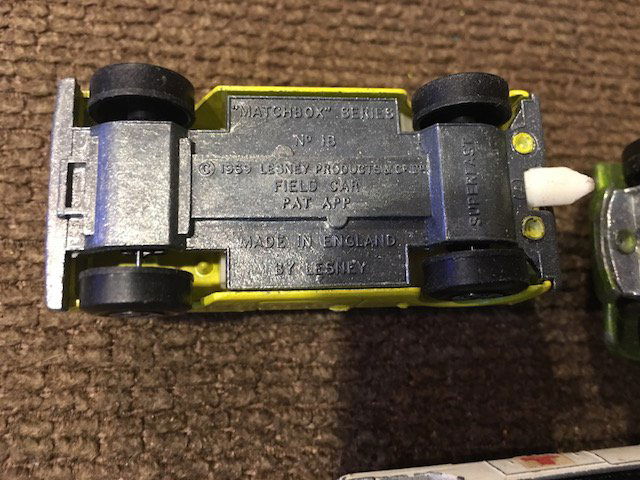 "MATCHBOX" SERIES
Nº 18
© 1969 LESNEY PRODUCTS & CO. LTD.
FIELD CAR
PAT APP
MADE IN ENGLAND
BY LESNEY
SUPERFAST